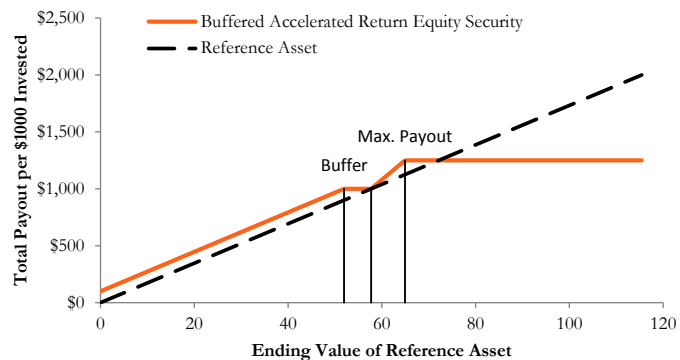 $2,500
Buffered Accelerated Return Equity Security
Reference Asset
$2,000
$1,500
Max. Payout
Buffer
$1,000
$500
$0
Total Payout per $1000 Invested
0 20 40 60 80 100 120
Ending Value of Reference Asset